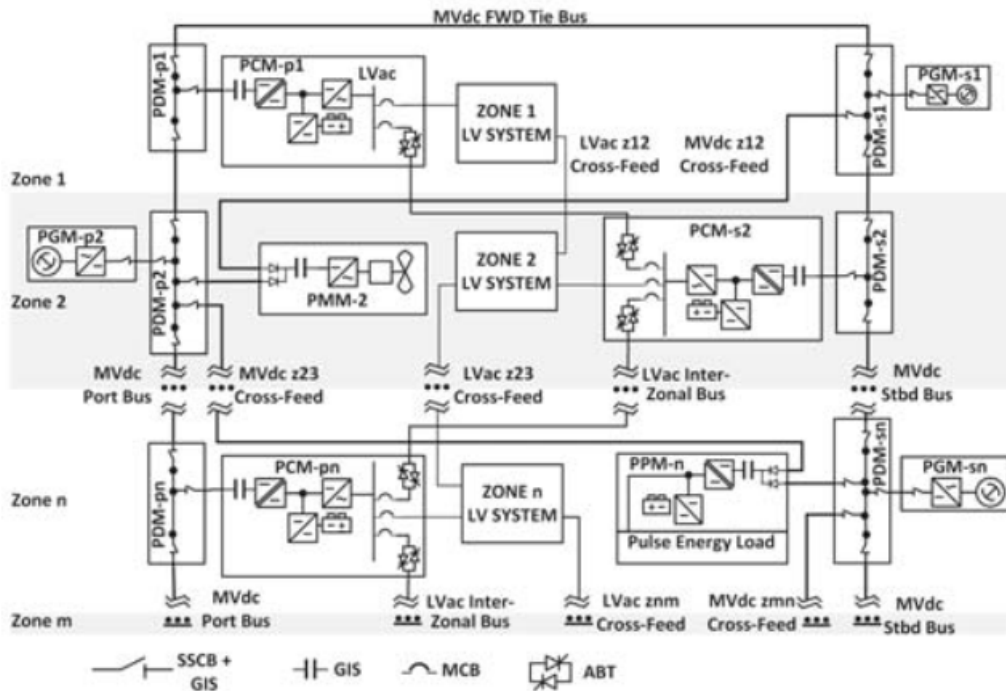 MVdc FWD Tie Bus
PDM-p1
PCM-p1
LVac
ZONE 1
LV SYSTEM
LVac z12
Cross-Feed
MVdc z12
Cross-Feed
PDM-s1
PGM-s1
Zone 1
PGM-p2
Zone 2
PDM-p2
PMM-2
ZONE 2
LV SYSTEM
PCM-s2
PDM-s2
MVdc
Port Bus
MVdc z23
Cross-Feed
LVac z23
Cross-Feed
LVac Inter-
Zonal Bus
MVdc
Stbd Bus
Zone n
PDM-pn
PCM-pn
ZONE n
LV SYSTEM
PPM-n
Pulse Energy Load
PDM-sn
PGM-sn
Zone m
MVdc
Port Bus
LVac Inter-
Zonal Bus
LVac znm
Cross-Feed
MVdc zmn
Cross-Feed
MVdc
Stbd Bus
SSCB +
GIS
GIS
MCB
ABT